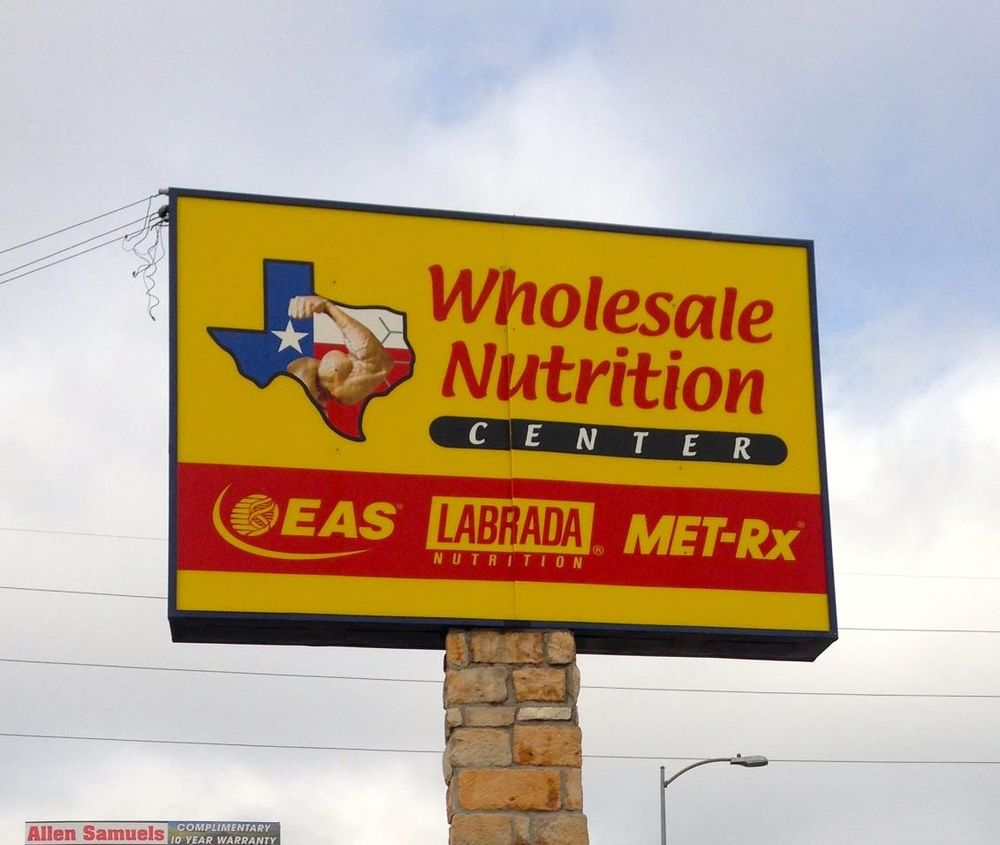 Wholesale
Nutrition
CENTER
EAS®
LABRADA
NUTRITION®
MET-Rx®
Allen Samuels
COMPLIMENTARY
10 YEAR WARRANTY